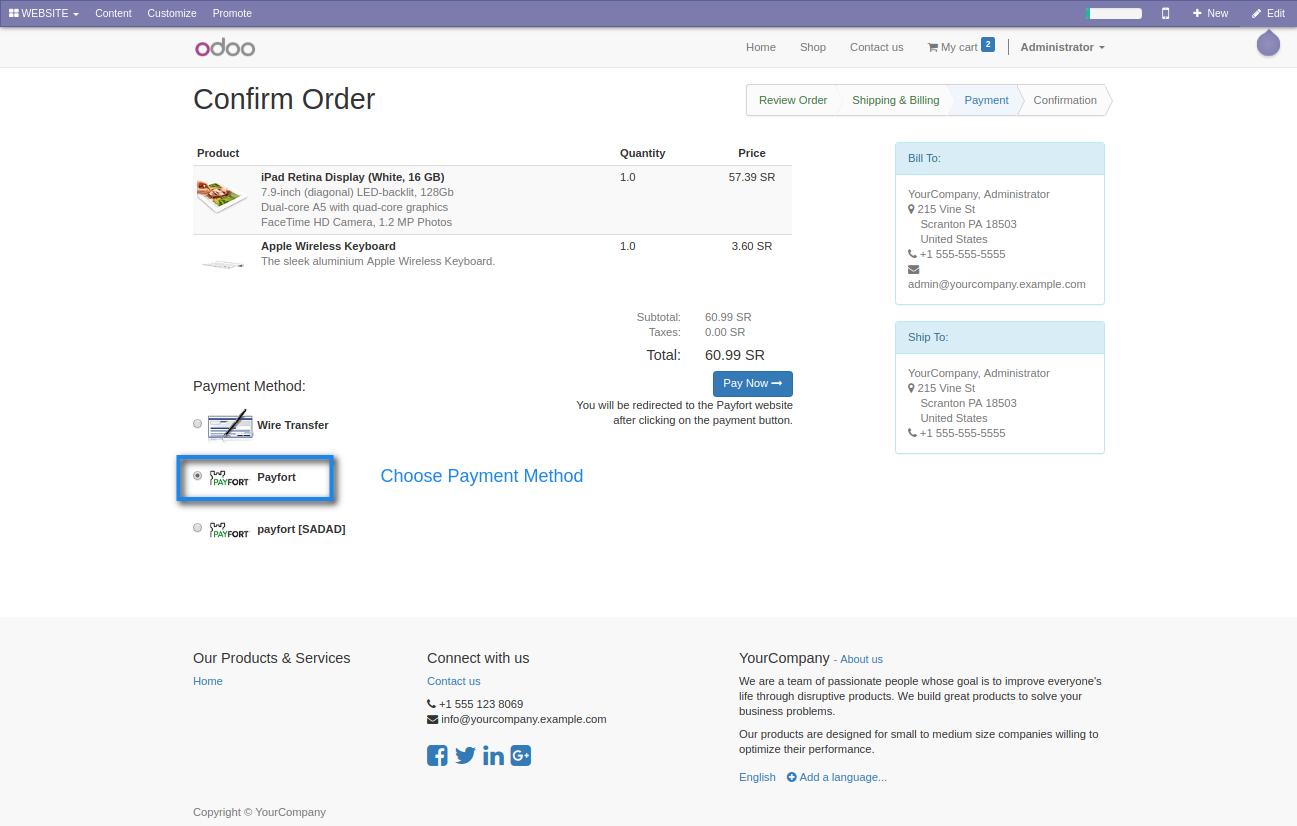 WEBSITE
Content
Customize
Promote
New
Edit
odoo
Home
Shop
Contact us
My cart 2
Administrator
Confirm Order
Review Order
Shipping & Billing
Payment
Confirmation
Product Quantity Price
iPad Retina Display (White, 16 GB) 1.0 57.39 SR
7.9-inch (diagonal) LED-backlit, 128Gb
Dual-core A5 with quad-core graphics
FaceTime HD Camera, 1.2 MP Photos
Apple Wireless Keyboard 1.0 3.60 SR
The sleek aluminium Apple Wireless Keyboard.
Subtotal: 60.99 SR
Taxes: 0.00 SR
Total: 60.99 SR
Pay Now
You will be redirected to the Payfort website
after clicking on the payment button.
Payment Method:
Wire Transfer
PAYFORT Payfort
Choose Payment Method
PAYFORT payfort [SADAD]
Bill To:
YourCompany, Administrator
215 Vine St
Scranton PA 18503
United States
+1 555-555-5555
admin@yourcompany.example.com
Ship To:
YourCompany, Administrator
215 Vine St
Scranton PA 18503
United States
+1 555-555-5555
Our Products & Services
Home
Connect with us
Contact us
+1 555 123 8069
info@yourcompany.example.com
YourCompany - About us
We are a team of passionate people whose goal is to improve everyone's
life through disruptive products. We build great products to solve your
business problems.
Our products are designed for small to medium size companies willing to
optimize their performance.
English Add a language...
Copyright © YourCompany